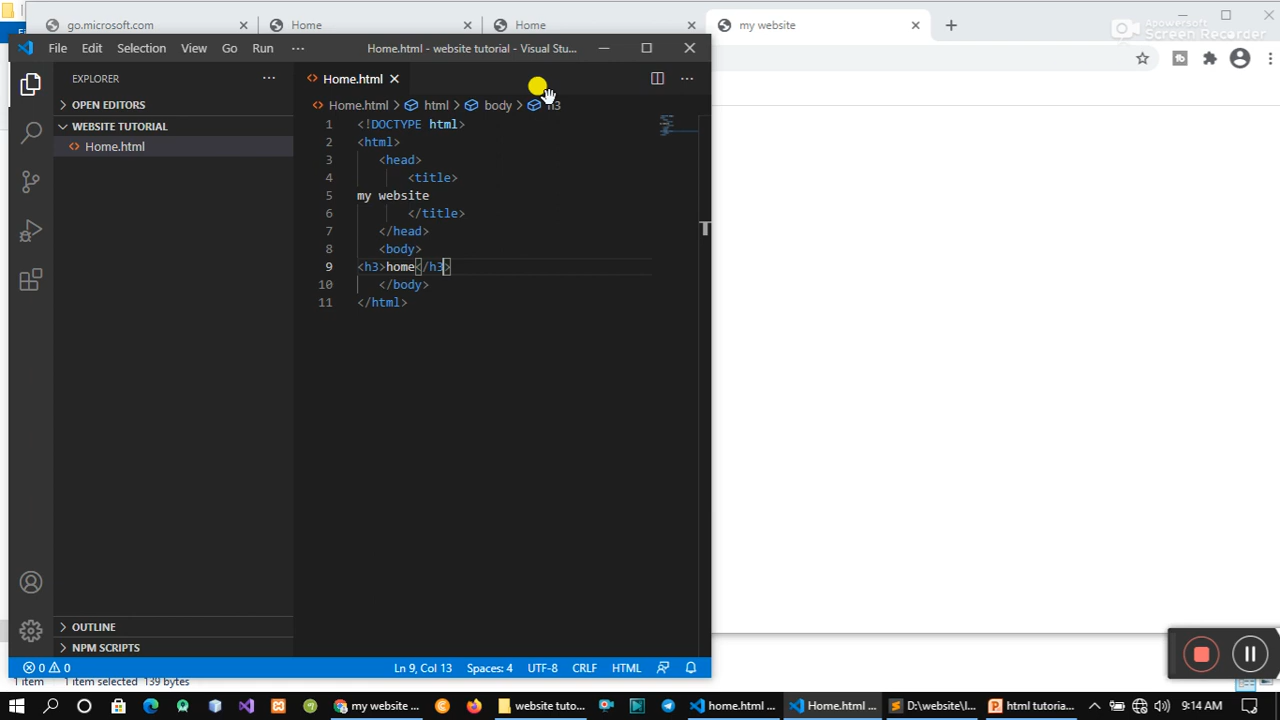 go.microsoft.com
Home
Home
my website
Apowersoft
Screen Recorder
File Edit Selection View Go Run ··· Home.html - website tutorial - Visual Stu...
EXPLORER ···
Home.html
OPEN EDITORS
Home.html > html > body > h3
WEBSITE TUTORIAL
Home.html
1 <!DOCTYPE html>
2 <html>
3 <head>
4 <title>
5 my website
6 </title>
7 </head>
8 <body>
9 <h3>home</h3>
10 </body>
11 </html>
T
OUTLINE
NPM SCRIPTS
0 0 Ln 9, Col 13 Spaces: 4 UTF-8 CRLF HTML
1 item 1 item selected 139 bytes
my website ... website tuto... home.html ... Home.html ... D:\website\l... html tutoria... 9:14 AM